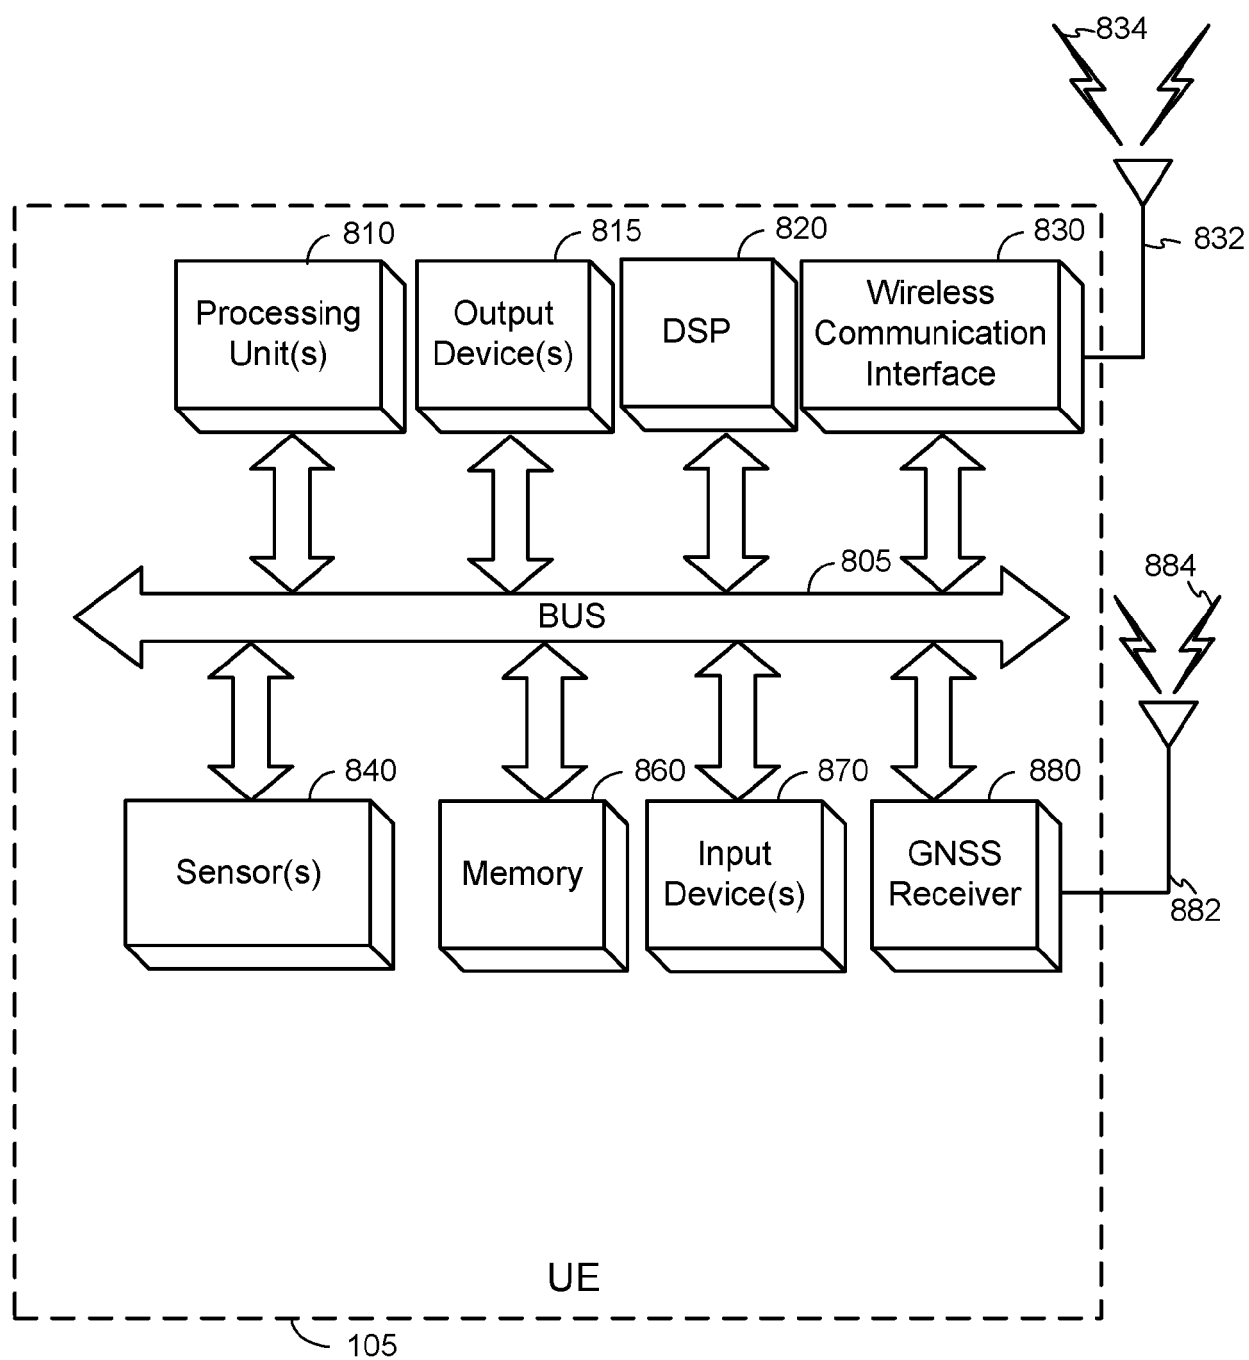 834
832
810
815
820
830
Processing
Unit(s)
Output
Device(s)
DSP
Wireless
Communication
Interface
805
BUS
884
840
860
870
880
Sensor(s)
Memory
Input
Device(s)
GNSS
Receiver
882
UE
105